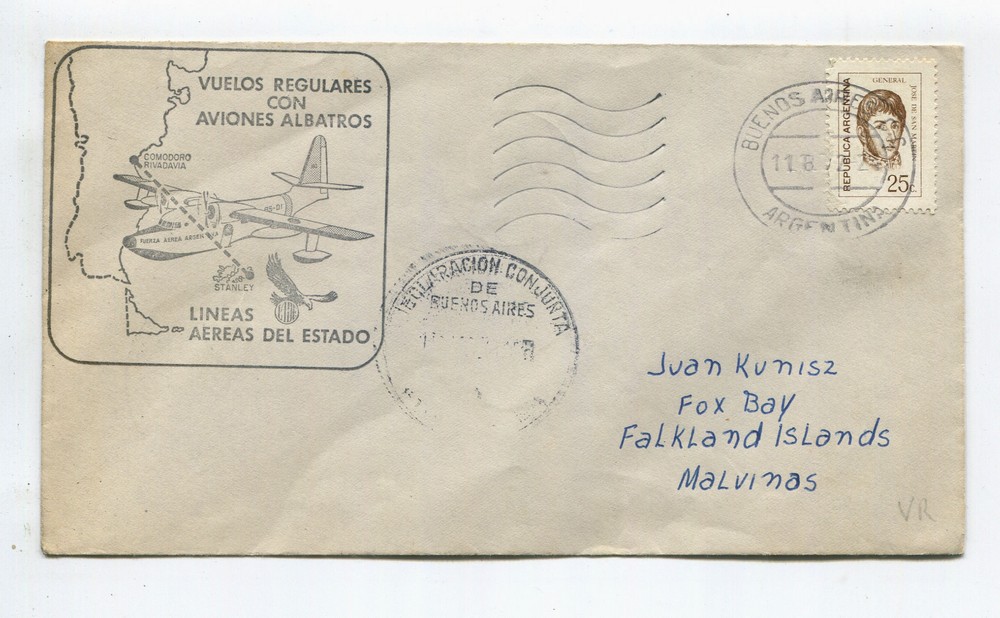 VUELOS REGULARES
CON
AVIONES ALBATROS
COMODORO
RIVADAVIA
FUERZA AEREA ARGENTINA
STANLEY
LINEAS
AEREAS DEL ESTADO
DECLARACION CONJUNTA
DE
BUENOS AIRES
BUENOS AIRES
ARGENTINA
REPUBLICA ARGENTINA
GENERAL
JOSE DE SAN MARTIN
25c.
Juan Kunisz
Fox Bay
Falkland Islands
Malvinas
VR